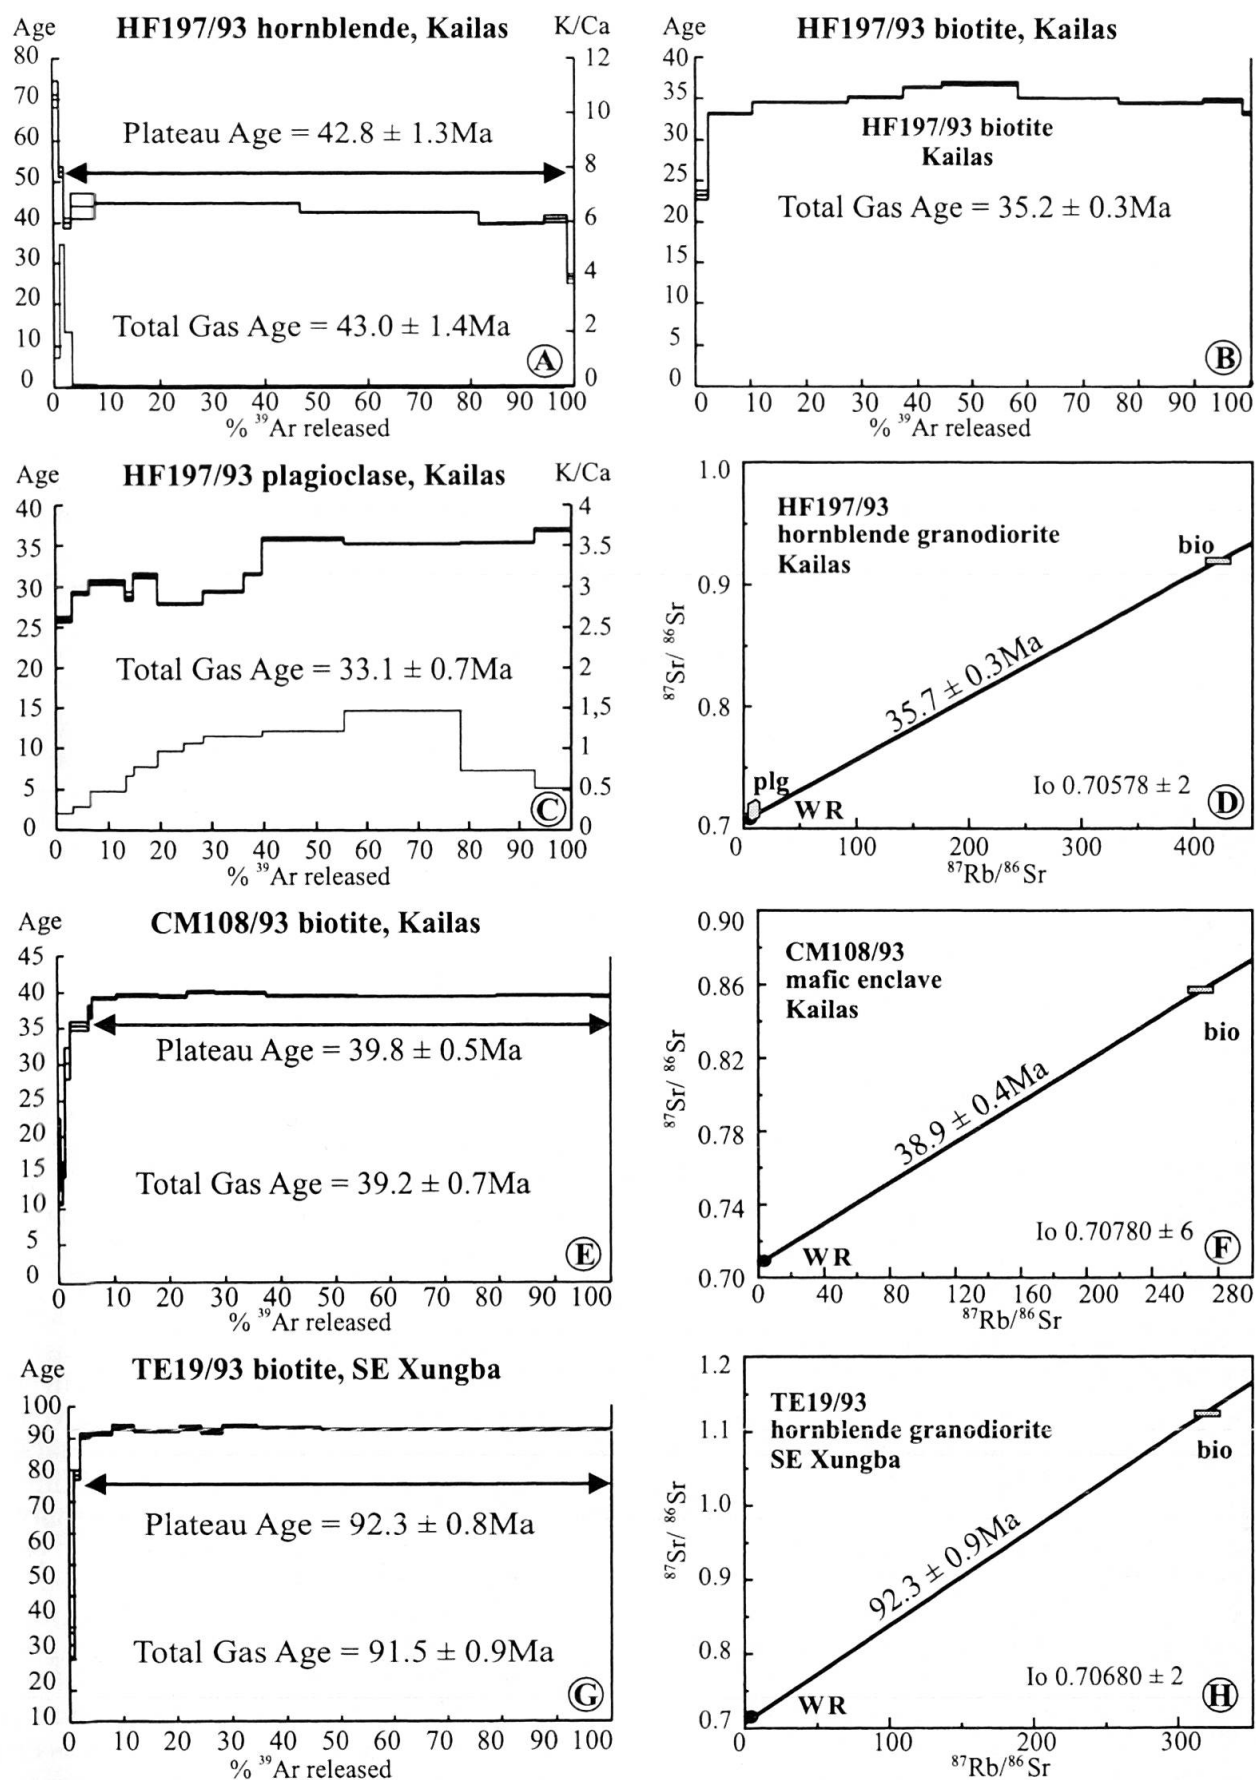 Age HF197/93 hornblende, Kailas K/Ca
80 12
70 10
60 Plateau Age = 42.8 ± 1.3Ma
50 8
40 6
30 4
20 Total Gas Age = 43.0 ± 1.4Ma 2
10 A
0 0
0 10 20 30 40 50 60 70 80 90 100
% ³⁹Ar released
Age HF197/93 biotite, Kailas
40
35
30 HF197/93 biotite
Kailas
25
20 Total Gas Age = 35.2 ± 0.3Ma
15
10
5 B
0
0 10 20 30 40 50 60 70 80 90 100
% ³⁹Ar released
Age HF197/93 plagioclase, Kailas K/Ca
40 4
35 3.5
30 3
25 2.5
20 Total Gas Age = 33.1 ± 0.7Ma 2
15 1,5
10 1
5 0.5
C
0 0
0 10 20 30 40 50 60 70 80 90 100
% ³⁹Ar released
1.0
HF197/93
hornblende granodiorite
Kailas
bio
0.9
⁸⁷Sr/ ⁸⁶Sr
35.7 ± 0.3Ma
0.8
plg
WR
Io 0.70578 ± 2
D
0.7
0 100 200 300 400
⁸⁷Rb/⁸⁶Sr
Age CM108/93 biotite, Kailas
45
40
35
30 Plateau Age = 39.8 ± 0.5Ma
25
20
15 Total Gas Age = 39.2 ± 0.7Ma
10
5 E
0
0 10 20 30 40 50 60 70 80 90 100
% ³⁹Ar released
0.90
CM108/93
mafic enclave
Kailas
0.86
bio
0.82
⁸⁷Sr/ ⁸⁶Sr
38.9 ± 0.4Ma
0.78
0.74
Io 0.70780 ± 6
WR
F
0.70
0 40 80 120 160 200 240 280
⁸⁷Rb/⁸⁶Sr
Age TE19/93 biotite, SE Xungba
100
90
80
70
60 Plateau Age = 92.3 ± 0.8Ma
50
40
30 Total Gas Age = 91.5 ± 0.9Ma
20 G
10
0 10 20 30 40 50 60 70 80 90 100
% ³⁹Ar released
1.2
TE19/93
hornblende granodiorite
SE Xungba
1.1
bio
1.0
⁸⁷Sr/ ⁸⁶Sr
92.3 ± 0.9Ma
0.9
0.8
Io 0.70680 ± 2
WR
H
0.7
0 100 200 300
⁸⁷Rb/⁸⁶Sr